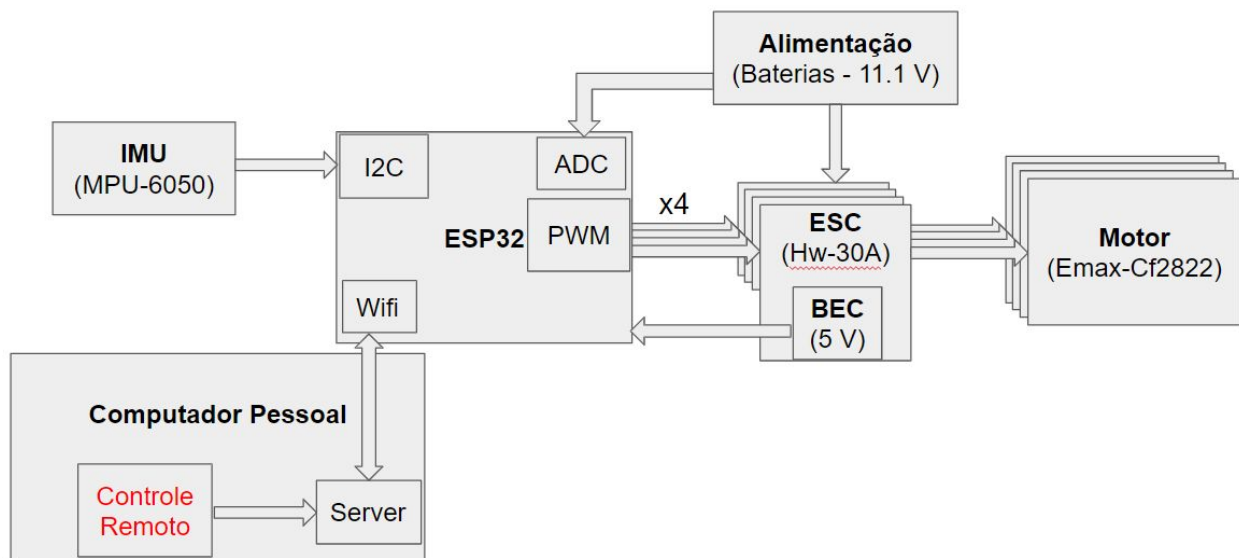 Alimentação
(Baterias - 11.1 V)
IMU
(MPU-6050)
I2C
ADC
ESP32
PWM
x4
ESC
(Hw-30A)
Motor
(Emax-Cf2822)
Wifi
BEC
(5 V)
Computador Pessoal
Controle
Remoto
Server